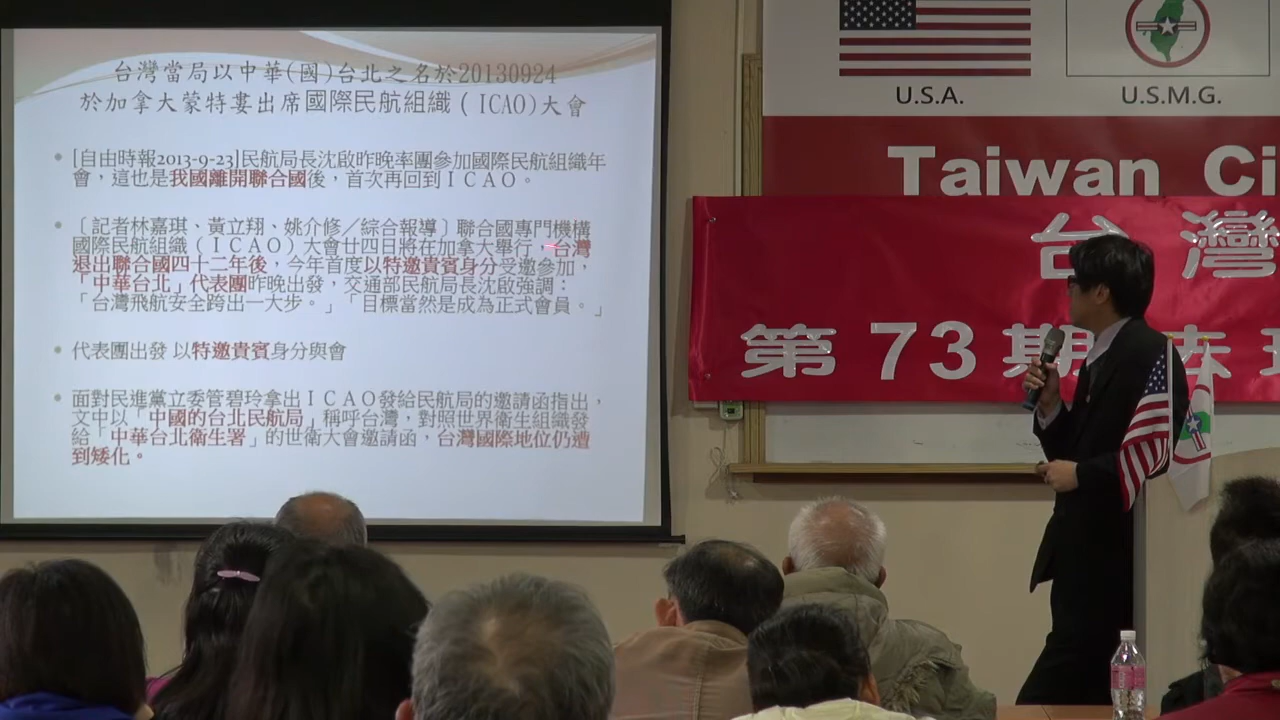 台灣當局以中華(國)台北之名於20130924
於加拿大蒙特婁出席國際民航組織(ICAO)大會
• [自由時報2013-9-23]民航局長沈啟昨晚率團參加國際民航組織年
會，這也是我國離開聯合國後，首次再回到ＩＣＡＯ。
• 〔記者林嘉琪、黃立翔、姚介修／綜合報導〕聯合國專門機構
國際民航組織（ＩＣＡＯ）大會廿四日將在加拿大舉行，台灣
退出聯合國四十二年後，今年首度以特邀貴賓身分受邀參加，
「中華台北」代表團昨晚出發，交通部民航局長沈啟強調：
「台灣飛航安全跨出一大步。」「目標當然是成為正式會員。」
• 代表團出發 以特邀貴賓身分與會
• 面對民進黨立委管碧玲拿出ＩＣＡＯ發給民航局的邀請函指出，
文中以「中國的台北民航局」稱呼台灣，對照世界衛生組織發
給「中華台北衛生署」的世衛大會邀請函，台灣國際地位仍遭
到矮化。
U.S.A.
U.S.M.G.
Taiwan Ci
台灣
第73期法理